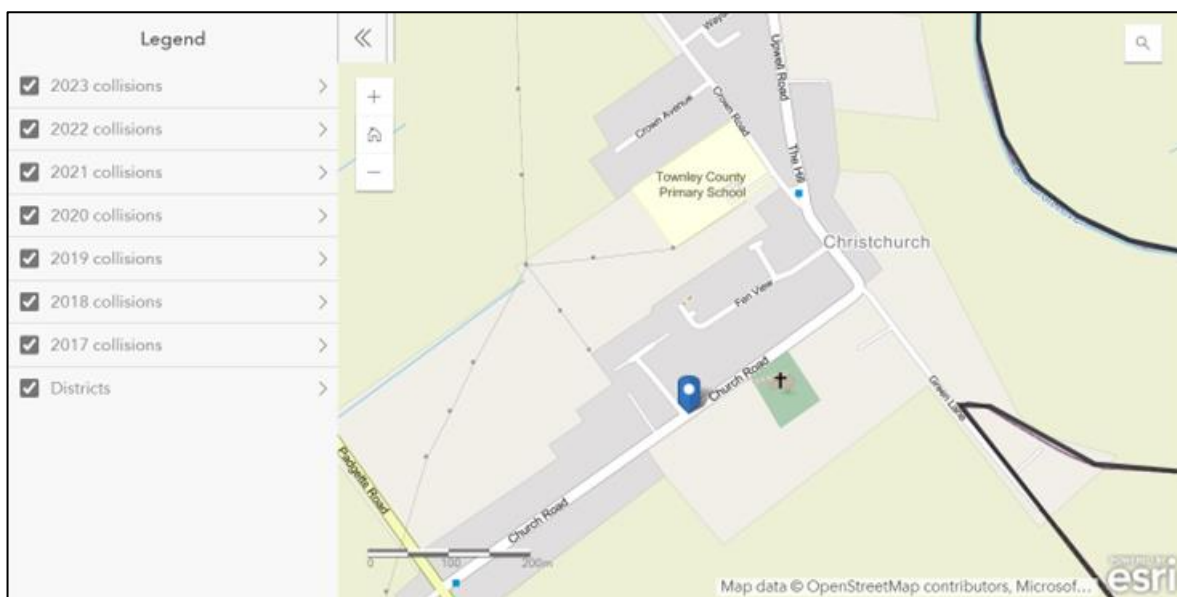 Legend
2023 collisions
2022 collisions
2021 collisions
2020 collisions
2019 collisions
2018 collisions
2017 collisions
Districts
Upwell Road
Crown Avenue
Crown Road
The Hill
Townley County
Primary School
Christchurch
Fen View
Church Road
Green Lane
Padgetts Road
Church Road
0 100 200m
Map data © OpenStreetMap contributors, Microsof...
POWERED BY
esri